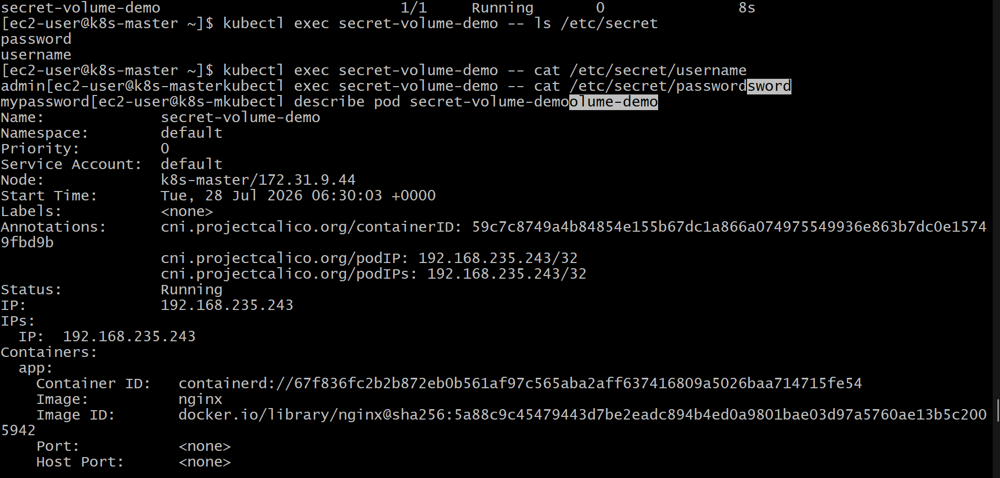 secret-volume-demo 1/1 Running 0 8s
[ec2-user@k8s-master ~]$ kubectl exec secret-volume-demo -- ls /etc/secret
password
username
[ec2-user@k8s-master ~]$ kubectl exec secret-volume-demo -- cat /etc/secret/username
admin[ec2-user@k8s-masterkubectl exec secret-volume-demo -- cat /etc/secret/passwordsword
mypassword[ec2-user@k8s-mkubectl describe pod secret-volume-demoolume-demo
Name: secret-volume-demo
Namespace: default
Priority: 0
Service Account: default
Node: k8s-master/172.31.9.44
Start Time: Tue, 28 Jul 2026 06:30:03 +0000
Labels: <none>
Annotations: cni.projectcalico.org/containerID: 59c7c8749a4b84854e155b67dc1a866a074975549936e863b7dc0e1574
9fbd9b
cni.projectcalico.org/podIP: 192.168.235.243/32
cni.projectcalico.org/podIPs: 192.168.235.243/32
Status: Running
IP: 192.168.235.243
IPs:
IP: 192.168.235.243
Containers:
app:
Container ID: containerd://67f836fc2b2b872eb0b561af97c565aba2aff637416809a5026baa714715fe54
Image: nginx
Image ID: docker.io/library/nginx@sha256:5a88c9c45479443d7be2eadc894b4ed0a9801bae03d97a5760ae13b5c200
5942
Port: <none>
Host Port: <none>